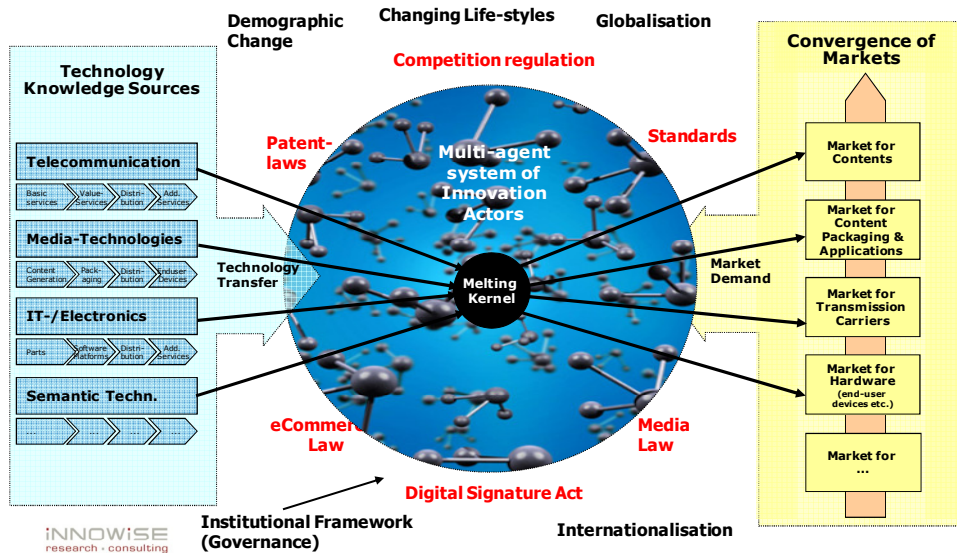 Demographic
Change
Changing Life-styles
Globalisation
Technology
Knowledge Sources
Competition regulation
Convergence of
Markets
Patent-
laws
Standards
Multi-agent
system of
Innovation
Actors
Telecommunication
Basic
services
Value-
Services
Distri-
bution
Add.
Services
Media-Technologies
Content
Generation
Pack-
aging
Distri-
bution
Enduser
Devices
IT-/Electronics
Parts
Software
Platforms
Distri-
bution
Add.
Services
Semantic Techn.
...
Technology
Transfer
Melting
Kernel
Market
Demand
Market for
Contents
Market for
Content
Packaging &
Applications
Market for
Transmission
Carriers
Market for
Hardware
(end-user
devices etc.)
Market for
...
eCommerc
Law
Media
Law
Digital Signature Act
Institutional Framework
(Governance)
Internationalisation
iNNOWiSE
research - consulting